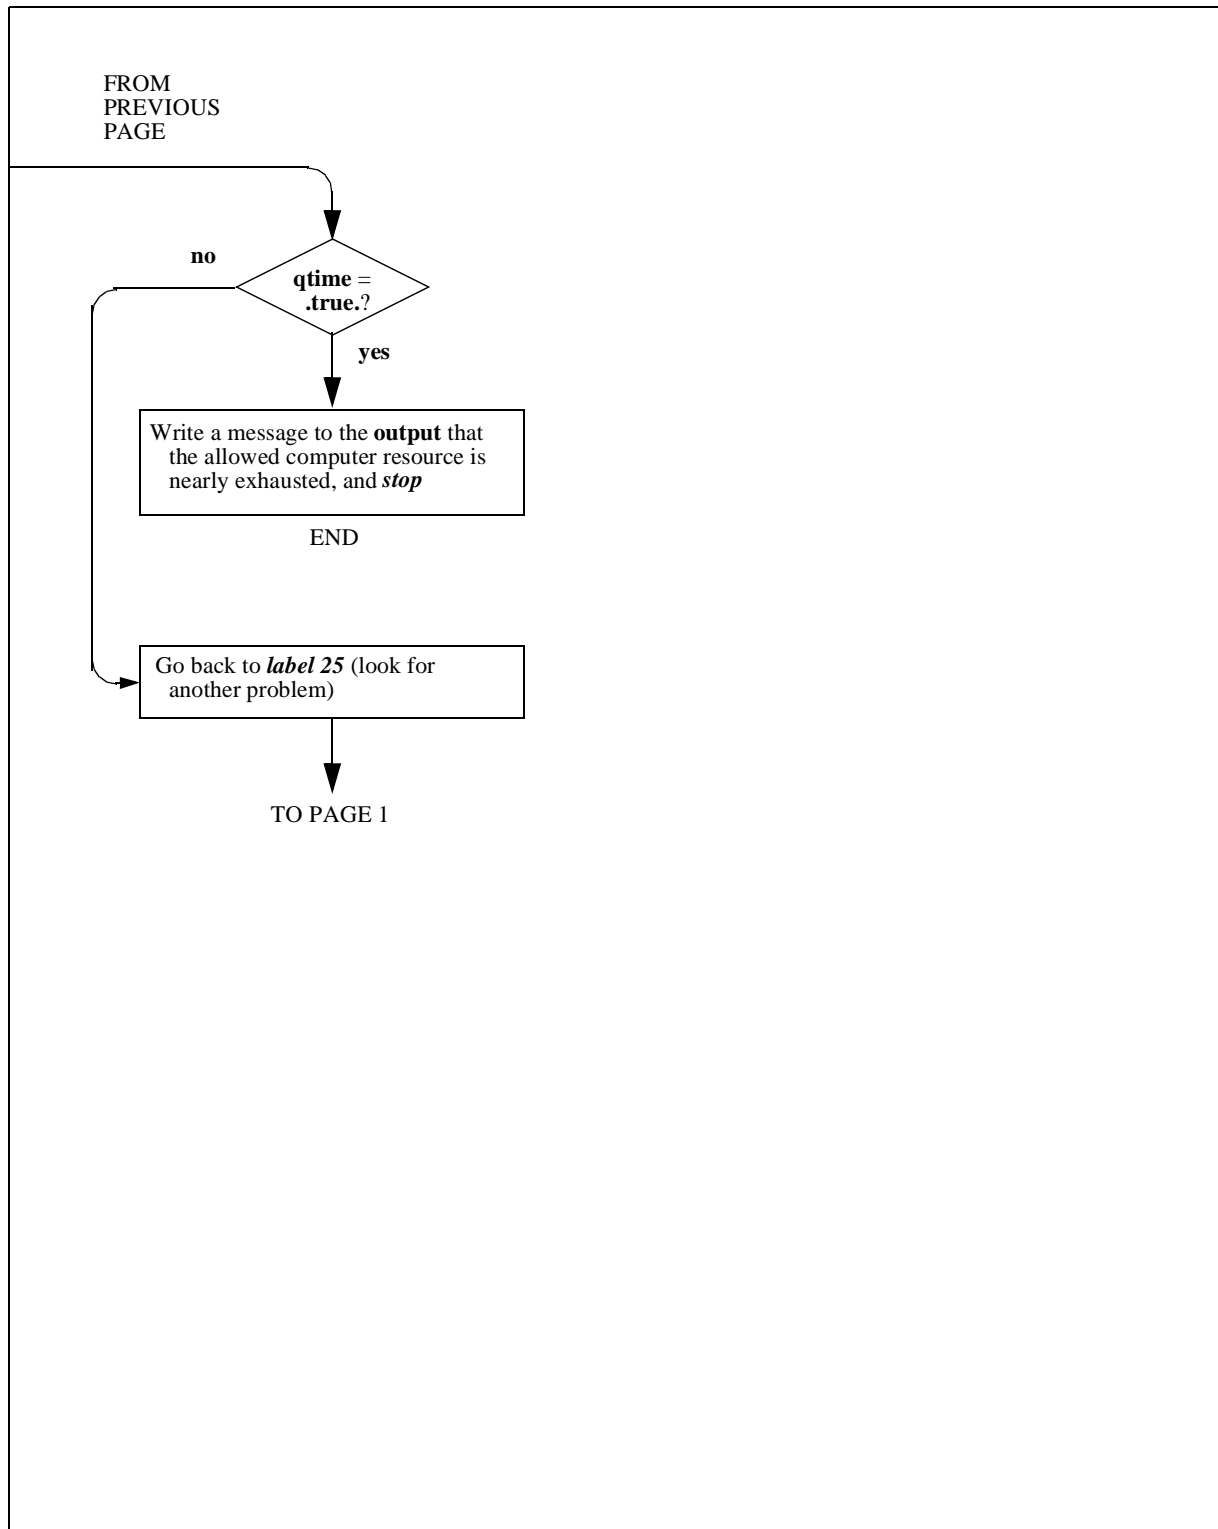 FROM
PREVIOUS
PAGE
no
qtime =
.true.?
yes
Write a message to the output that
the allowed computer resource is
nearly exhausted, and stop
END
Go back to label 25 (look for
another problem)
TO PAGE 1